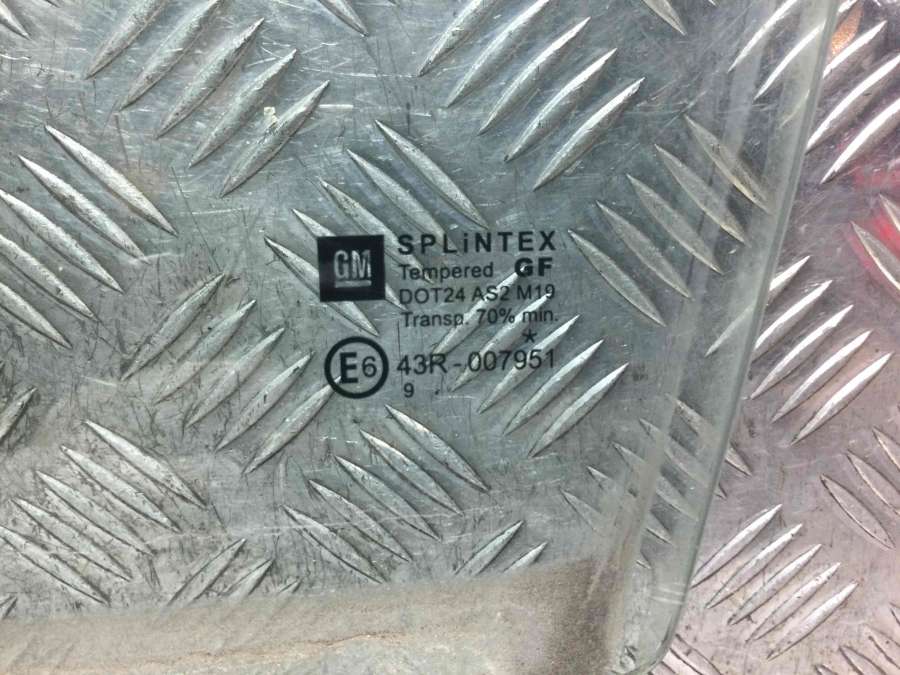 GM
SPLiNTEX
Tempered GF
DOT24 AS2 M19
Transp. 70% min.
*
E6 43R-007951
9 .